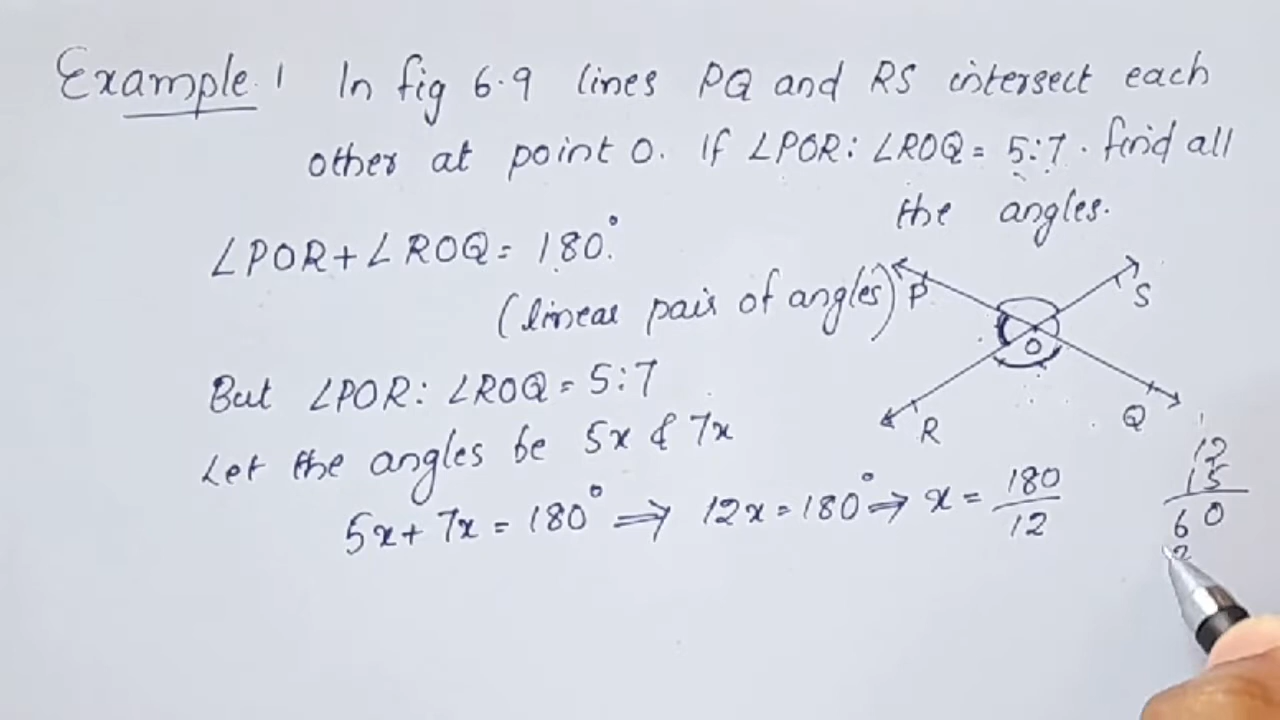 Example.1 In fig 6.9 lines PQ and RS intersect each
other at point O. If ∠POR: ∠ROQ = 5:7. find all
the angles.
∠POR + ∠ROQ = 180°.
(linear pair of angles)
P
S
O
R
Q
But ∠POR: ∠ROQ = 5:7
Let the angles be 5x & 7x
5x + 7x = 180° ⟹ 12x = 180° ⟹ x = 180/12
12
15
60
2